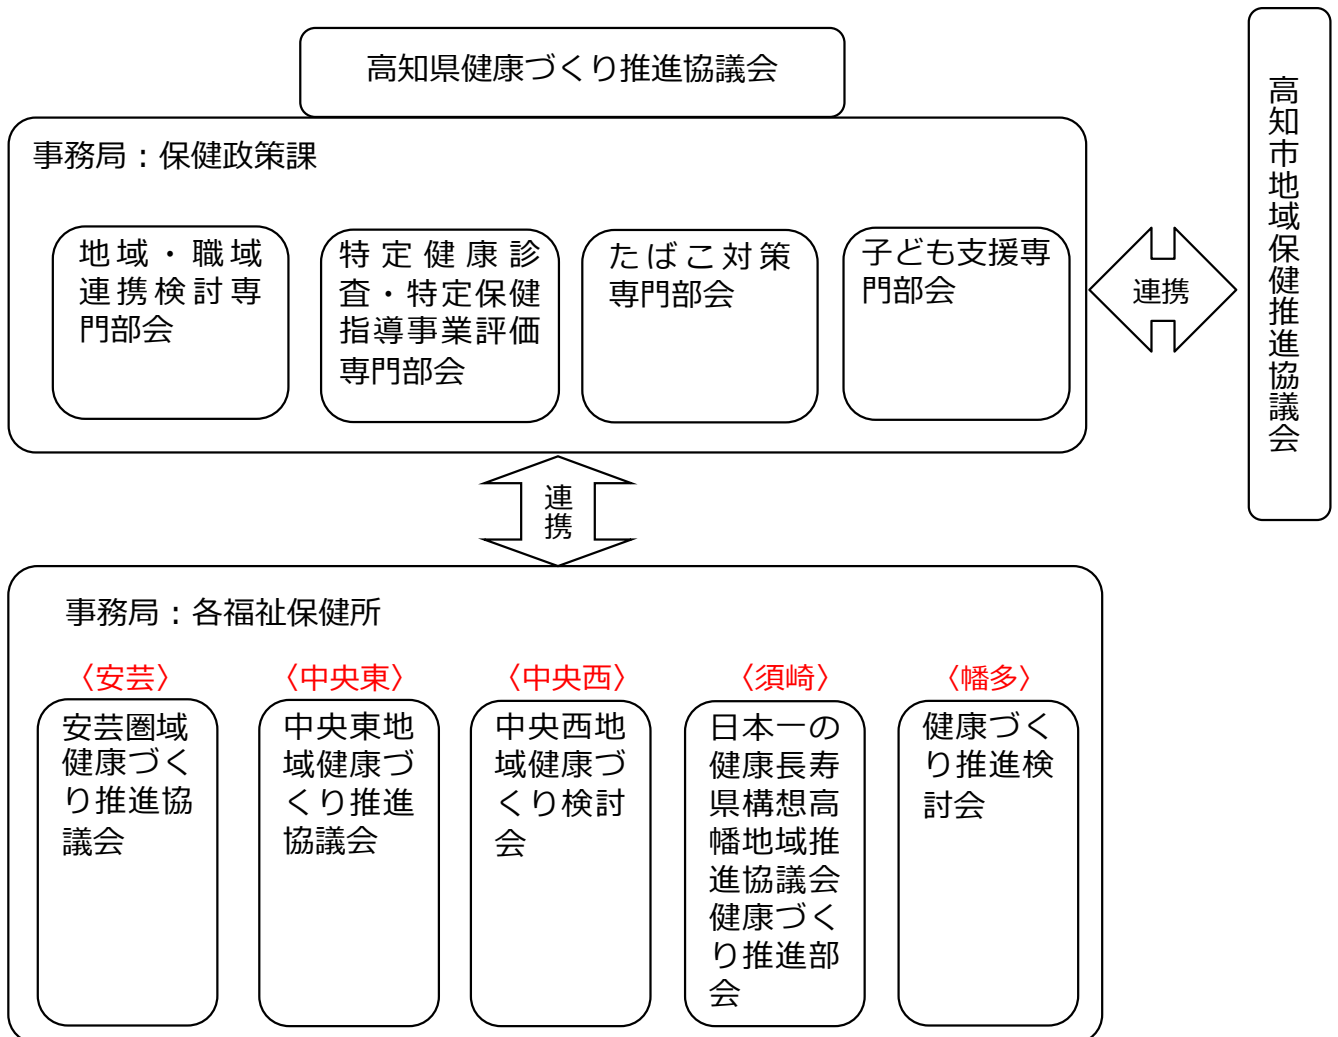 高知県健康づくり推進協議会
事務局：保健政策課
地域・職域
連携検討専
門部会
特定健康診
査・特定保健
指導事業評価
専門部会
たばこ対策
専門部会
子ども支援専
門部会
連携
高知市地域保健推進協議会
連
携
事務局：各福祉保健所
〈安芸〉
安芸圏域
健康づく
り推進協
議会
〈中央東〉
中央東地
域健康づ
くり推進
協議会
〈中央西〉
中央西地
域健康づ
くり検討
会
〈須崎〉
日本一の
健康長寿
県構想高
幡地域推
進協議会
健康づく
り推進部
会
〈幡多〉
健康づく
り推進検
討会